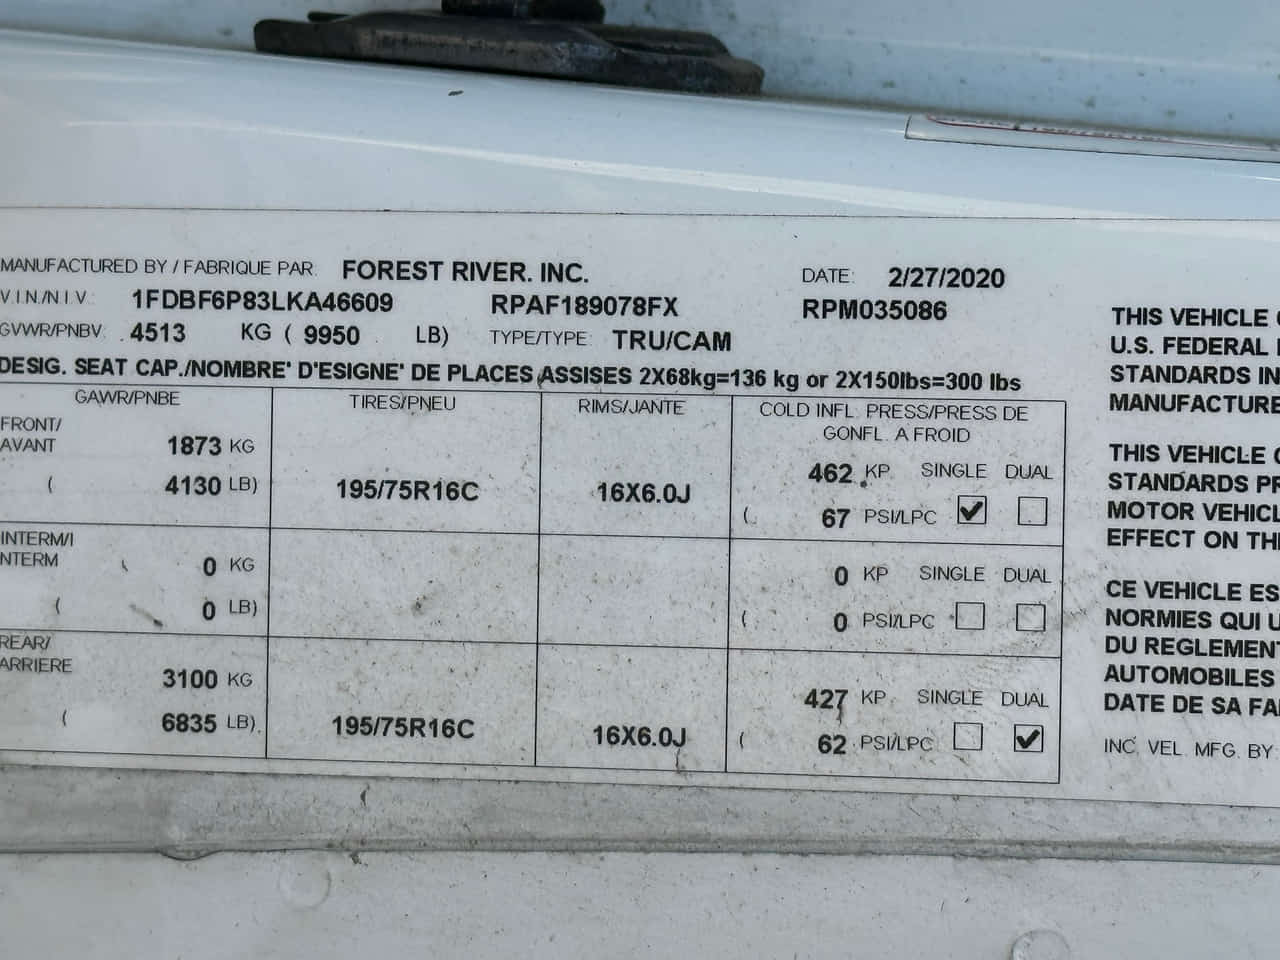 MANUFACTURED BY / FABRIQUE PAR: FOREST RIVER. INC. DATE: 2/27/2020
V.I.N./N.I.V.: 1FDBF6P83LKA46609 RPAF189078FX RPM035086
GVWR/PNBV: 4513 KG ( 9950 LB) TYPE/TYPE: TRU/CAM
DESIG. SEAT CAP./NOMBRE' D'ESIGNE' DE PLACES ASSISES 2X68kg=136 kg or 2X150lbs=300 lbs
GAWR/PNBE TIRES/PNEU RIMS/JANTE COLD INFL. PRESS/PRESS DE
GONFL. A FROID
FRONT/
AVANT 1873 KG 462 KP SINGLE DUAL
( 4130 LB) 195/75R16C 16X6.0J ( 67 PSI/LPC ✔
INTERM/I
NTERM 0 KG 0 KP SINGLE DUAL
( 0 LB) ( 0 PSI/LPC
REAR/
ARRIERE 3100 KG 427 KP SINGLE DUAL
( 6835 LB) 195/75R16C 16X6.0J ( 62 PSI/LPC ✔
THIS VEHICLE
U.S. FEDERAL
STANDARDS IN
MANUFACTURE
THIS VEHICLE
STANDARDS PR
MOTOR VEHICL
EFFECT ON TH
CE VEHICLE ES
NORMIES QUI U
DU REGLEMENT
AUTOMOBILES
DATE DE SA FA
INC. VEL. MFG. BY: